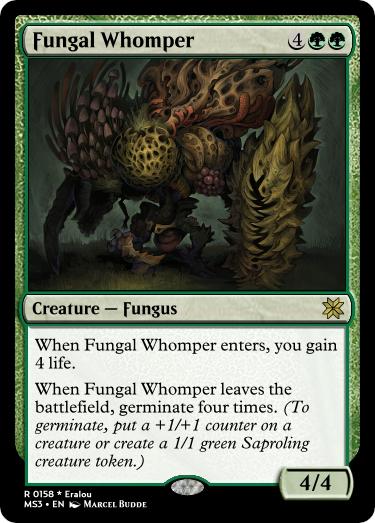 Fungal Whomper 4
Creature — Fungus
When Fungal Whomper enters, you gain
4 life.
When Fungal Whomper leaves the
battlefield, germinate four times. (To
germinate, put a +1/+1 counter on a
creature or create a 1/1 green Saproling
creature token.)
4/4
R 0158 * Eralou
MS3 • EN Marcel Budde